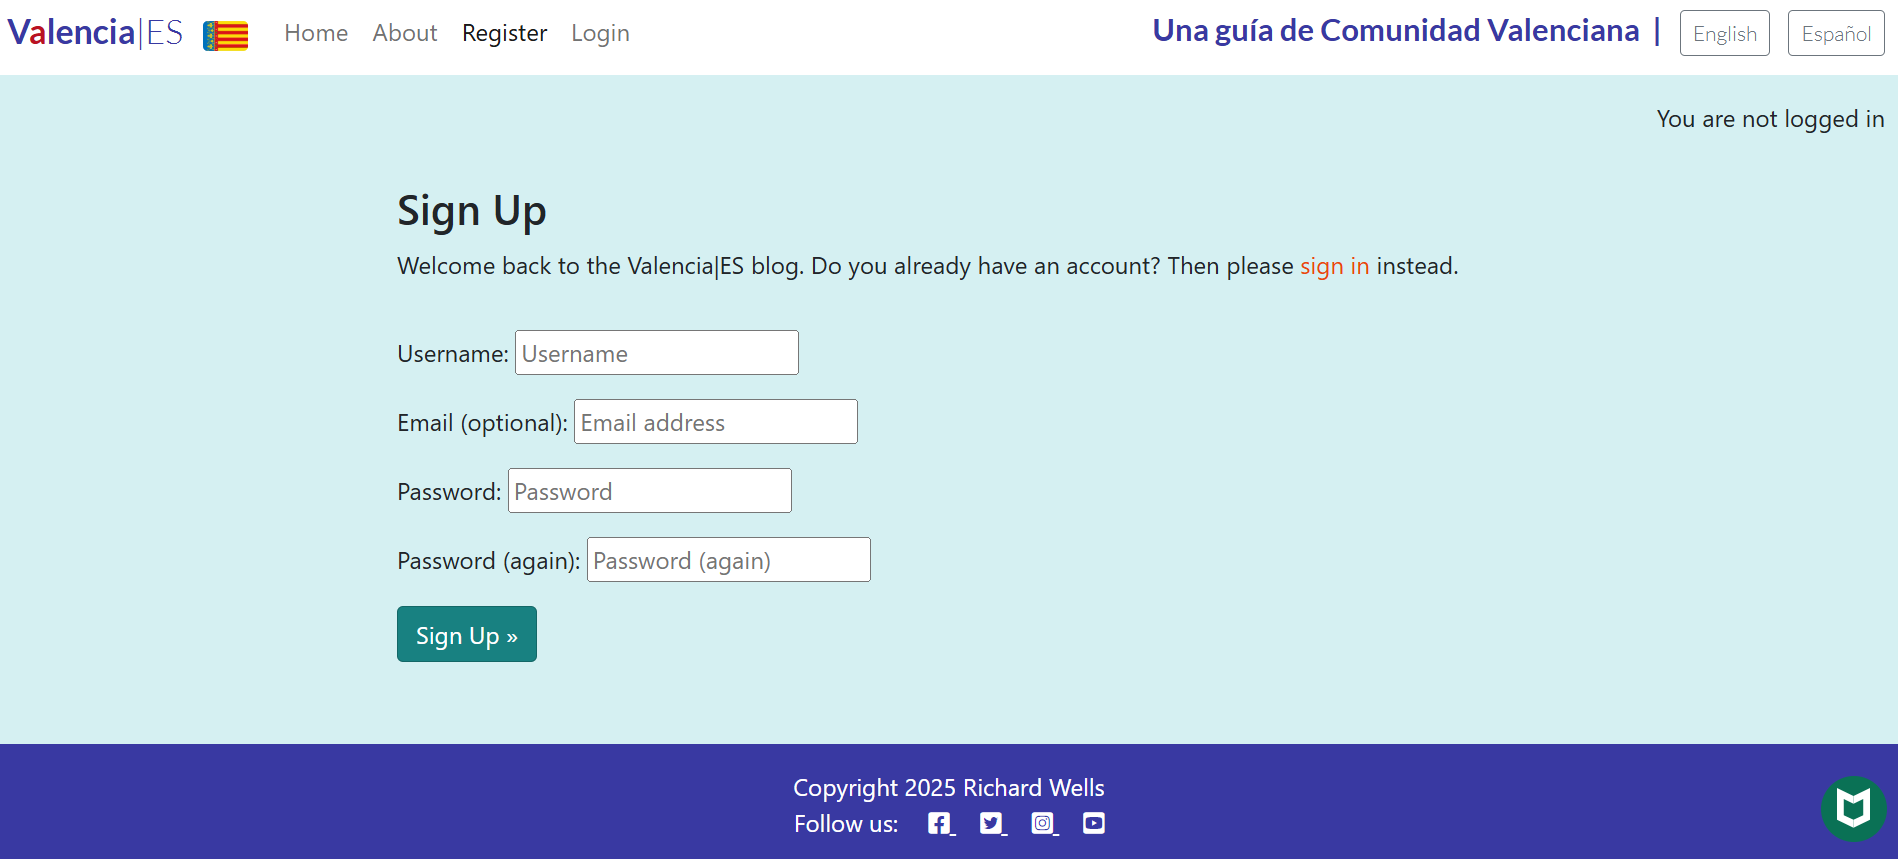 Valencia|ES Home About Register Login Una guía de Comunidad Valenciana | English Español
You are not logged in
Sign Up
Welcome back to the Valencia|ES blog. Do you already have an account? Then please sign in instead.
Username: Username
Email (optional): Email address
Password: Password
Password (again): Password (again)
Sign Up »
Copyright 2025 Richard Wells
Follow us: